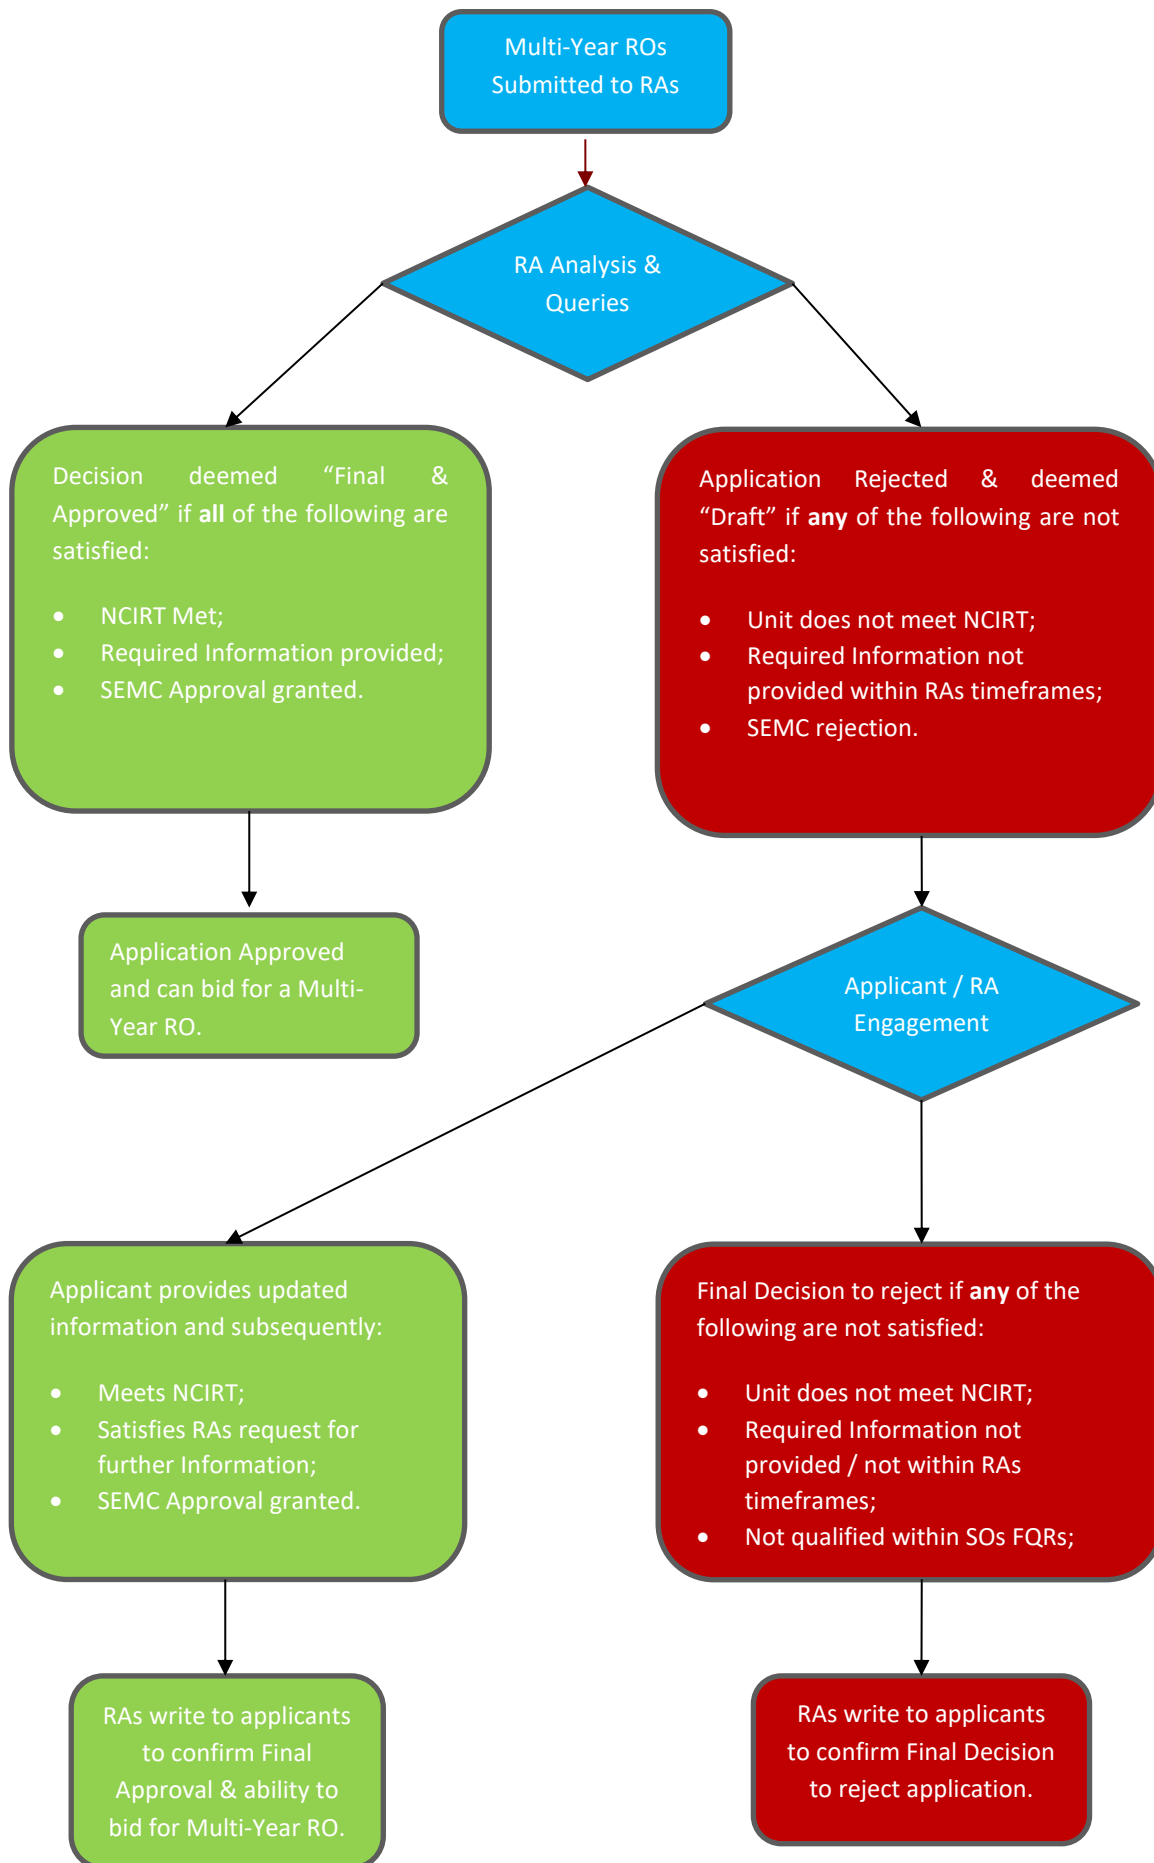 Multi-Year ROs
Submitted to RAs
RA Analysis &
Queries
Decision deemed “Final &
Approved” if all of the following are
satisfied:
• NCIRT Met;
• Required Information provided;
• SEMC Approval granted.
Application Rejected & deemed
“Draft” if any of the following are not
satisfied:
• Unit does not meet NCIRT;
• Required Information not
provided within RAs timeframes;
• SEMC rejection.
Application Approved
and can bid for a Multi-
Year RO.
Applicant / RA
Engagement
Applicant provides updated
information and subsequently:
• Meets NCIRT;
• Satisfies RAs request for
further Information;
• SEMC Approval granted.
Final Decision to reject if any of the
following are not satisfied:
• Unit does not meet NCIRT;
• Required Information not
provided / not within RAs
timeframes;
• Not qualified within SOs FQRs;
RAs write to applicants
to confirm Final
Approval & ability to
bid for Multi-Year RO.
RAs write to applicants
to confirm Final Decision
to reject application.